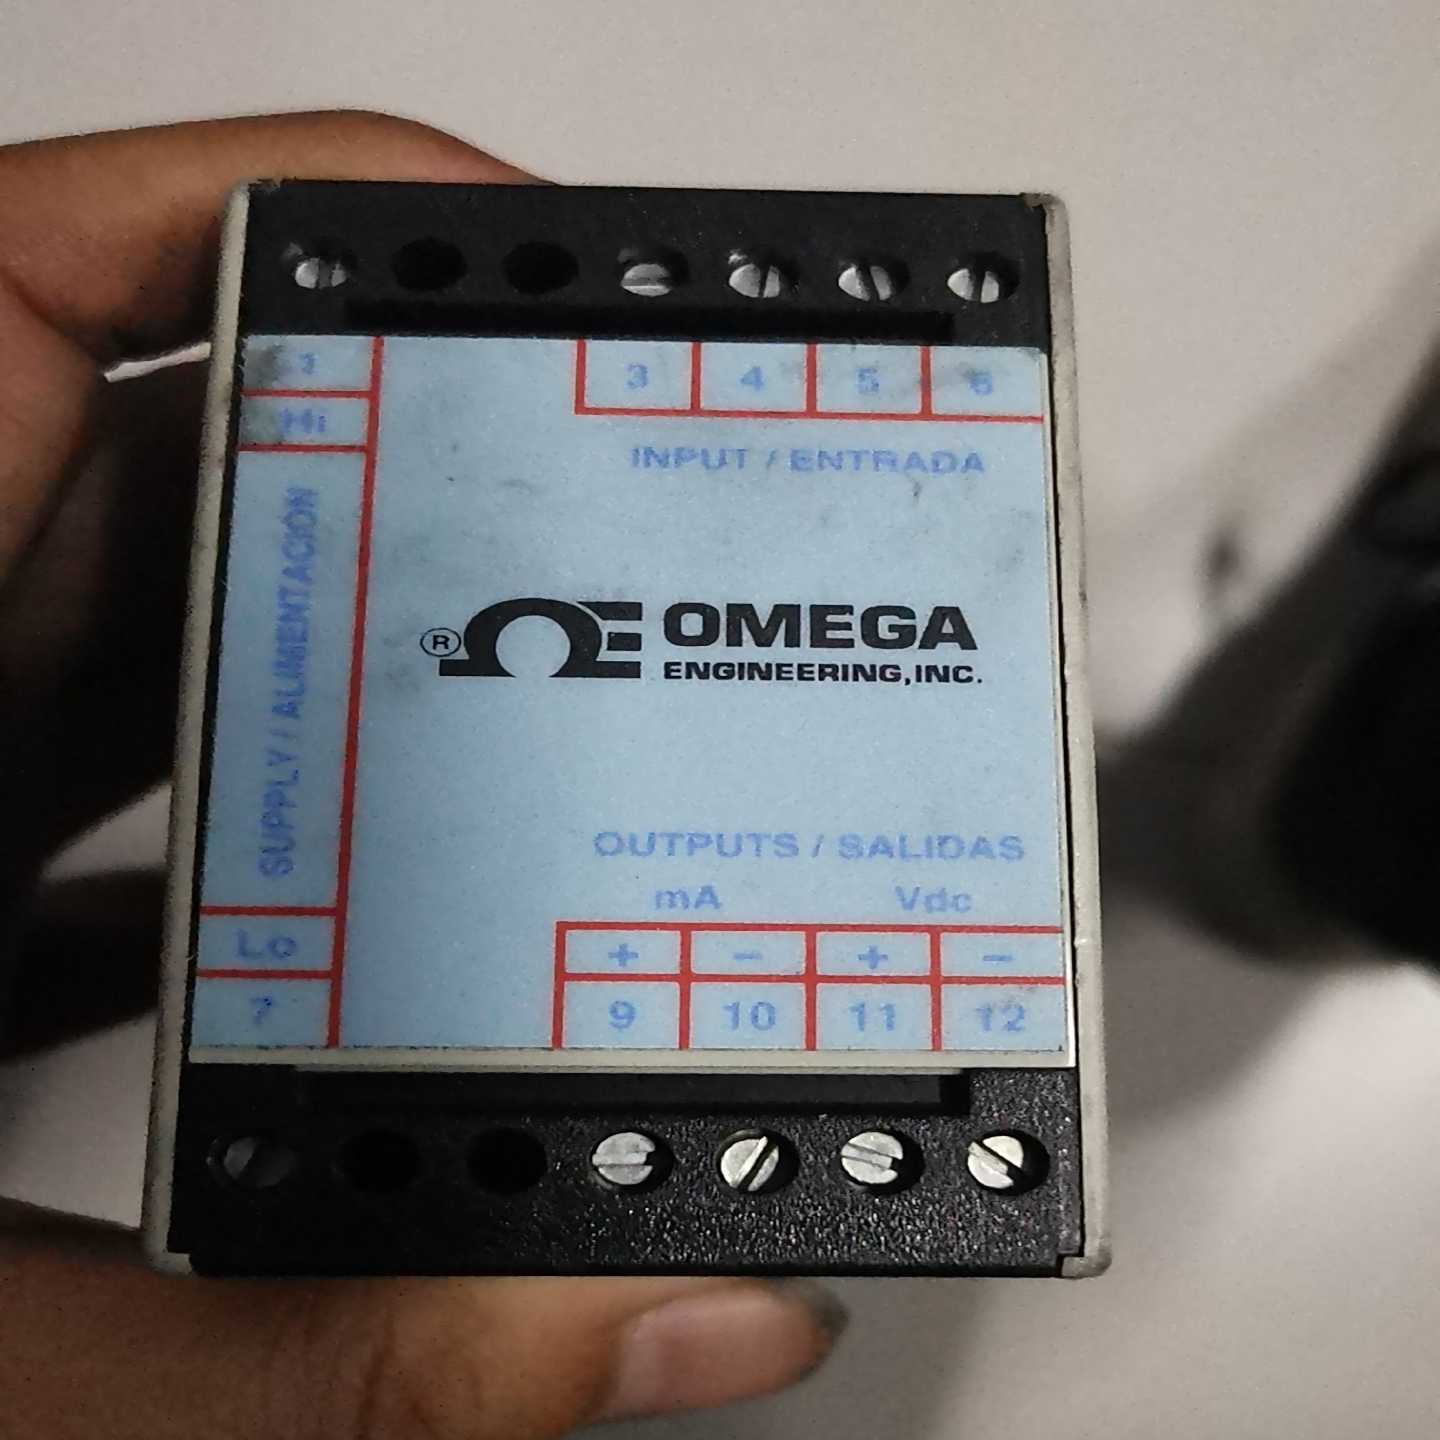 3 4 5 6
Hi
INPUT / ENTRADA
SUPPLY / ALIMENTACION
® OMEGA
ENGINEERING, INC.
OUTPUTS / SALIDAS
mA Vdc
Lo + - + -
7 9 10 11 12